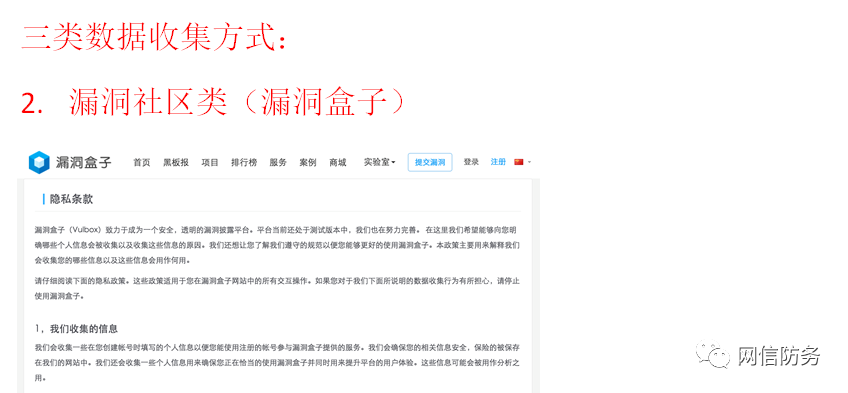 三类数据收集方式：
2. 漏洞社区类（漏洞盒子）
漏洞盒子 首页 黑板报 项目 排行榜 服务 案例 商城 实验室 提交漏洞 登录 注册
隐私条款
漏洞盒子（Vulbox）致力于成为一个安全，透明的漏洞披露平台。平台当前还处于测试版本中，我们也在努力完善。 在这里我们希望能够向您明
确哪些个人信息会被收集以及收集这些信息的原因。我们还想让您了解我们遵守的规范以便您能够更好的使用漏洞盒子。本政策主要用来解释我们
会收集您的哪些信息以及这些信息会用作何用。
请仔细阅读下面的隐私政策。这些政策适用于您在漏洞盒子网站中的所有交互操作。如果您对于我们下面所说明的数据收集行为有所担心，请停止
使用漏洞盒子。
1，我们收集的信息
我们会收集一些在您创建帐号时填写的个人信息以便您能使用注册的帐号参与漏洞盒子提供的服务。我们会确保您的相关信息安全，保险的被保存
在我们的网站中。我们还会收集一些个人信息用来确保您正在恰当的使用漏洞盒子并同时用来提升平台的用户体验。这些信息可能会被用作分析之
用。
网信防务